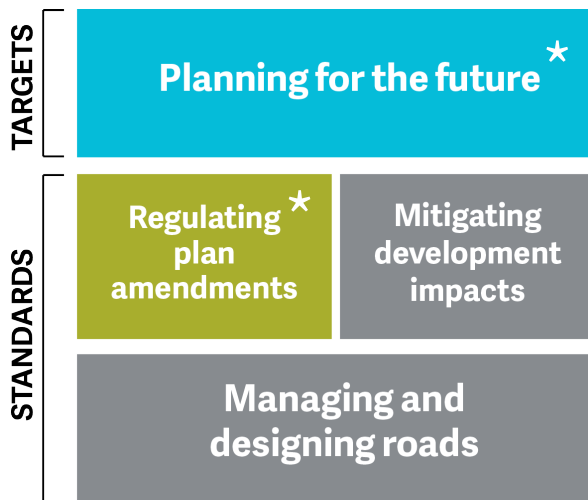 TARGETS
Planning for the future *
STANDARDS
Regulating *
plan
amendments
Mitigating
development
impacts
Managing and
designing roads